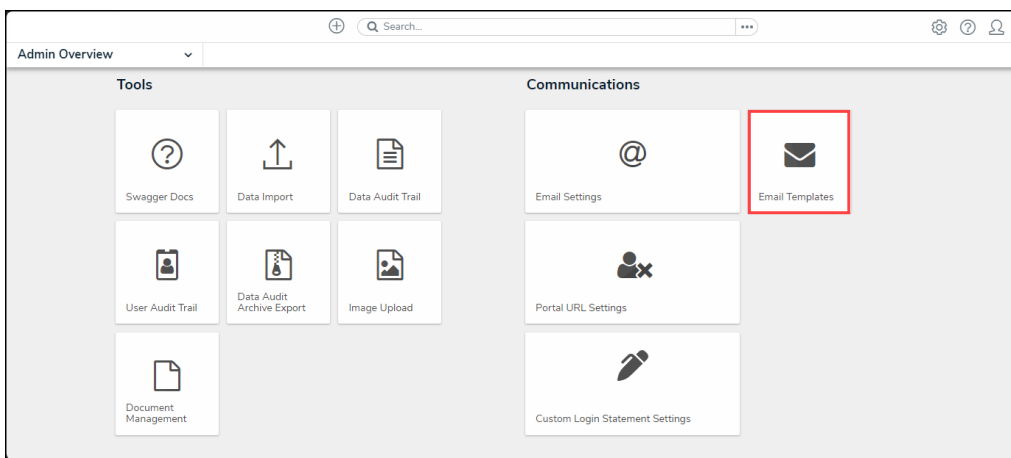 Search...
Admin Overview
Tools
Communications
Swagger Docs
Data Import
Data Audit Trail
Email Settings
Email Templates
User Audit Trail
Data Audit
Archive Export
Image Upload
Portal URL Settings
Document
Management
Custom Login Statement Settings